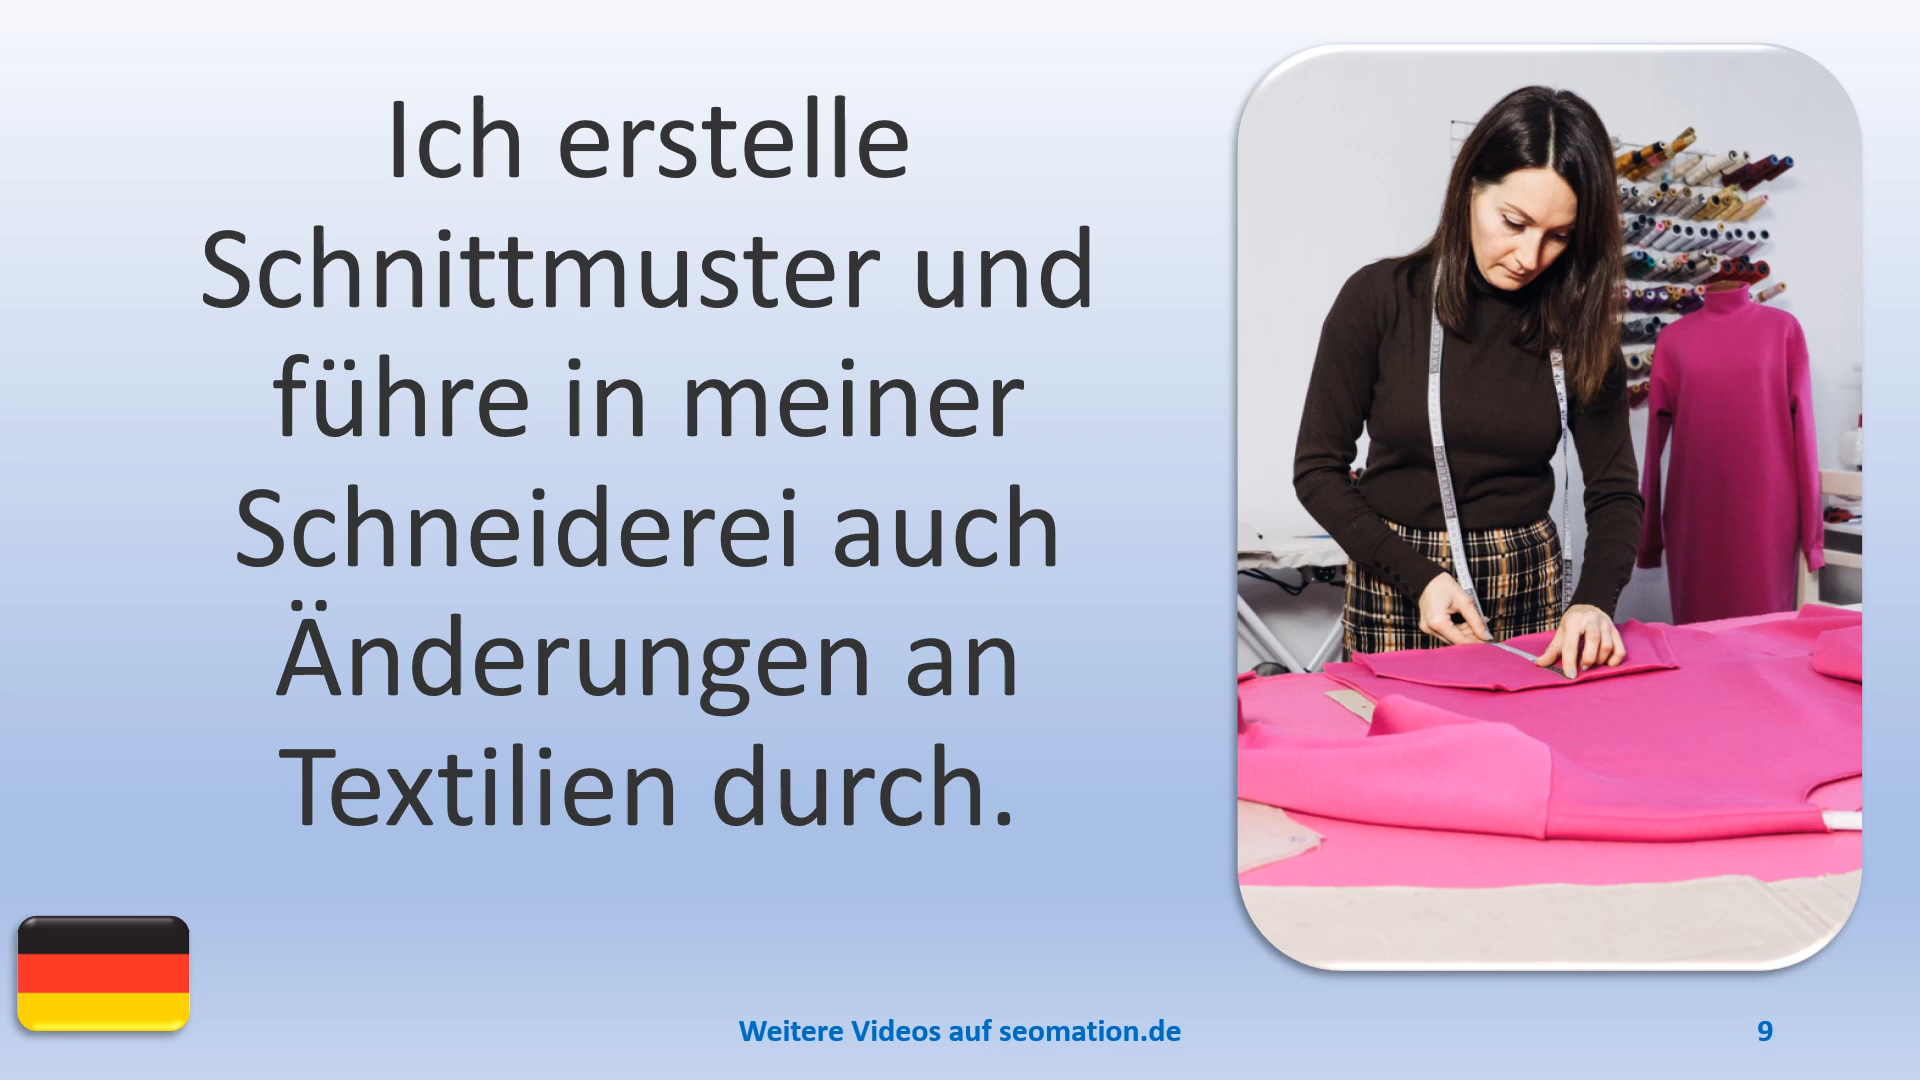 Ich erstelle
Schnittmuster und
führe in meiner
Schneiderei auch
Änderungen an
Textilien durch.
Weitere Videos auf seomation.de
9